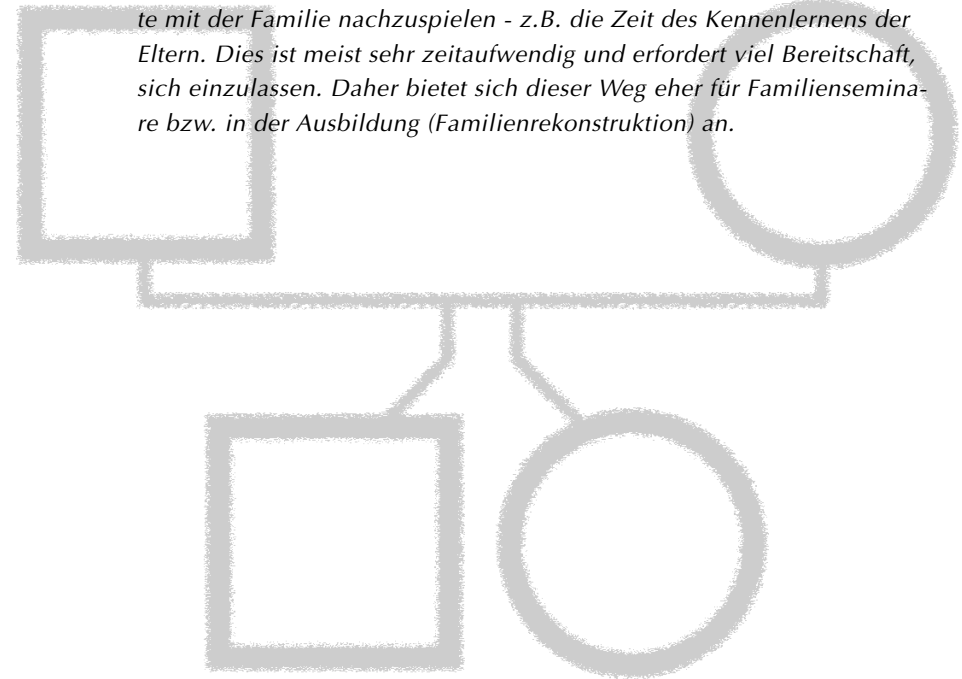 te mit der Familie nachzuspielen - z.B. die Zeit des Kennenlernens der
Eltern. Dies ist meist sehr zeitaufwendig und erfordert viel Bereitschaft,
sich einzulassen. Daher bietet sich dieser Weg eher für Familiensemina-
re bzw. in der Ausbildung (Familienrekonstruktion) an.